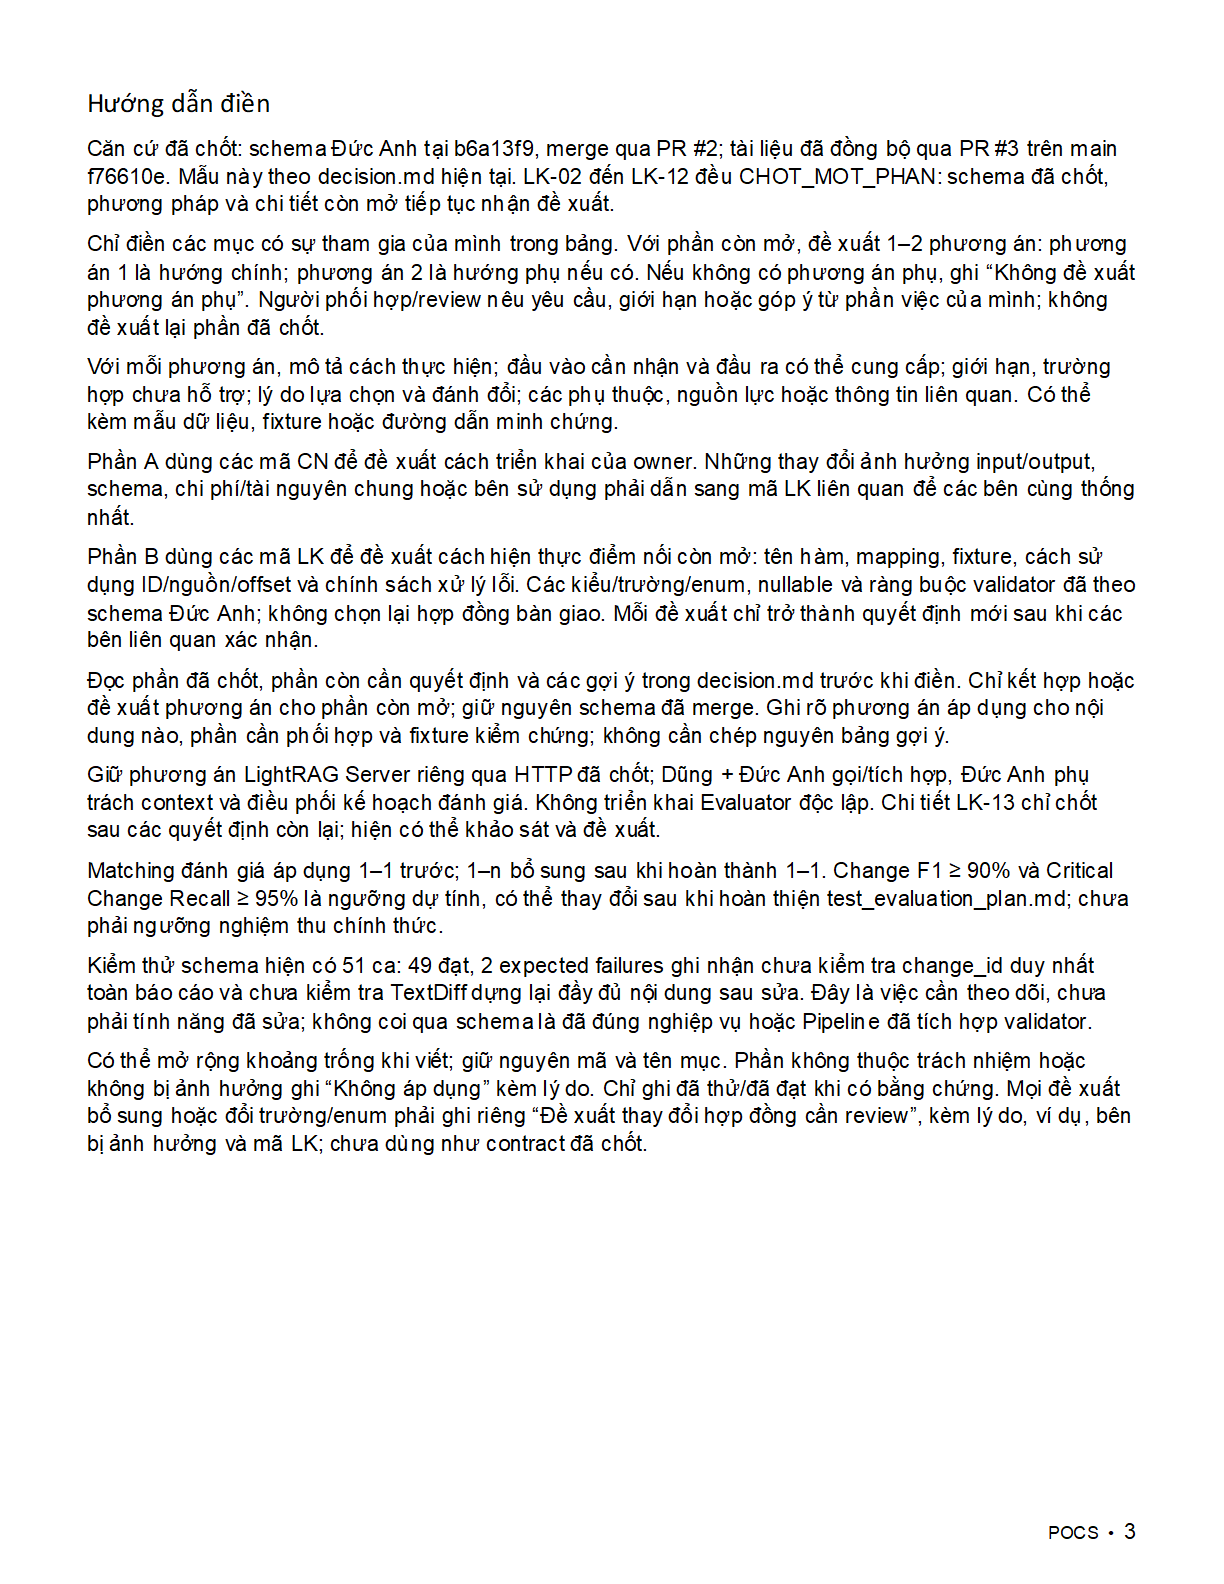 Hướng dẫn điền
Căn cứ đã chốt: schema Đức Anh tại b6a13f9, merge qua PR #2; tài liệu đã đồng bộ qua PR #3 trên main
f76610e. Mẫu này theo decision.md hiện tại. LK-02 đến LK-12 đều CHOT_MOT_PHAN: schema đã chốt,
phương pháp và chi tiết còn mở tiếp tục nhận đề xuất.
Chỉ điền các mục có sự tham gia của mình trong bảng. Với phần còn mở, đề xuất 1–2 phương án: phương
án 1 là hướng chính; phương án 2 là hướng phụ nếu có. Nếu không có phương án phụ, ghi “Không đề xuất
phương án phụ”. Người phối hợp/review nêu yêu cầu, giới hạn hoặc góp ý từ phần việc của mình; không
đề xuất lại phần đã chốt.
Với mỗi phương án, mô tả cách thực hiện; đầu vào cần nhận và đầu ra có thể cung cấp; giới hạn, trường
hợp chưa hỗ trợ; lý do lựa chọn và đánh đổi; các phụ thuộc, nguồn lực hoặc thông tin liên quan. Có thể
kèm mẫu dữ liệu, fixture hoặc đường dẫn minh chứng.
Phần A dùng các mã CN để đề xuất cách triển khai của owner. Những thay đổi ảnh hưởng input/output,
schema, chi phí/tài nguyên chung hoặc bên sử dụng phải dẫn sang mã LK liên quan để các bên cùng thống
nhất.
Phần B dùng các mã LK để đề xuất cách hiện thực điểm nối còn mở: tên hàm, mapping, fixture, cách sử
dụng ID/nguồn/offset và chính sách xử lý lỗi. Các kiểu/trường/enum, nullable và ràng buộc validator đã theo
schema Đức Anh; không chọn lại hợp đồng bàn giao. Mỗi đề xuất chỉ trở thành quyết định mới sau khi các
bên liên quan xác nhận.
Đọc phần đã chốt, phần còn cần quyết định và các gợi ý trong decision.md trước khi điền. Chỉ kết hợp hoặc
đề xuất phương án cho phần còn mở; giữ nguyên schema đã merge. Ghi rõ phương án áp dụng cho nội
dung nào, phần cần phối hợp và fixture kiểm chứng; không cần chép nguyên bảng gợi ý.
Giữ phương án LightRAG Server riêng qua HTTP đã chốt; Dũng + Đức Anh gọi/tích hợp, Đức Anh phụ
trách context và điều phối kế hoạch đánh giá. Không triển khai Evaluator độc lập. Chi tiết LK-13 chỉ chốt
sau các quyết định còn lại; hiện có thể khảo sát và đề xuất.
Matching đánh giá áp dụng 1–1 trước; 1–n bổ sung sau khi hoàn thành 1–1. Change F1 ≥ 90% và Critical
Change Recall ≥ 95% là ngưỡng dự tính, có thể thay đổi sau khi hoàn thiện test_evaluation_plan.md; chưa
phải ngưỡng nghiệm thu chính thức.
Kiểm thử schema hiện có 51 ca: 49 đạt, 2 expected failures ghi nhận chưa kiểm tra change_id duy nhất
toàn báo cáo và chưa kiểm tra TextDiff dựng lại đầy đủ nội dung sau sửa. Đây là việc cần theo dõi, chưa
phải tính năng đã sửa; không coi qua schema là đã đúng nghiệp vụ hoặc Pipeline đã tích hợp validator.
Có thể mở rộng khoảng trống khi viết; giữ nguyên mã và tên mục. Phần không thuộc trách nhiệm hoặc
không bị ảnh hưởng ghi “Không áp dụng” kèm lý do. Chỉ ghi đã thử/đã đạt khi có bằng chứng. Mọi đề xuất
bổ sung hoặc đổi trường/enum phải ghi riêng “Đề xuất thay đổi hợp đồng cần review”, kèm lý do, ví dụ, bên
bị ảnh hưởng và mã LK; chưa dùng như contract đã chốt.
POCS • 3